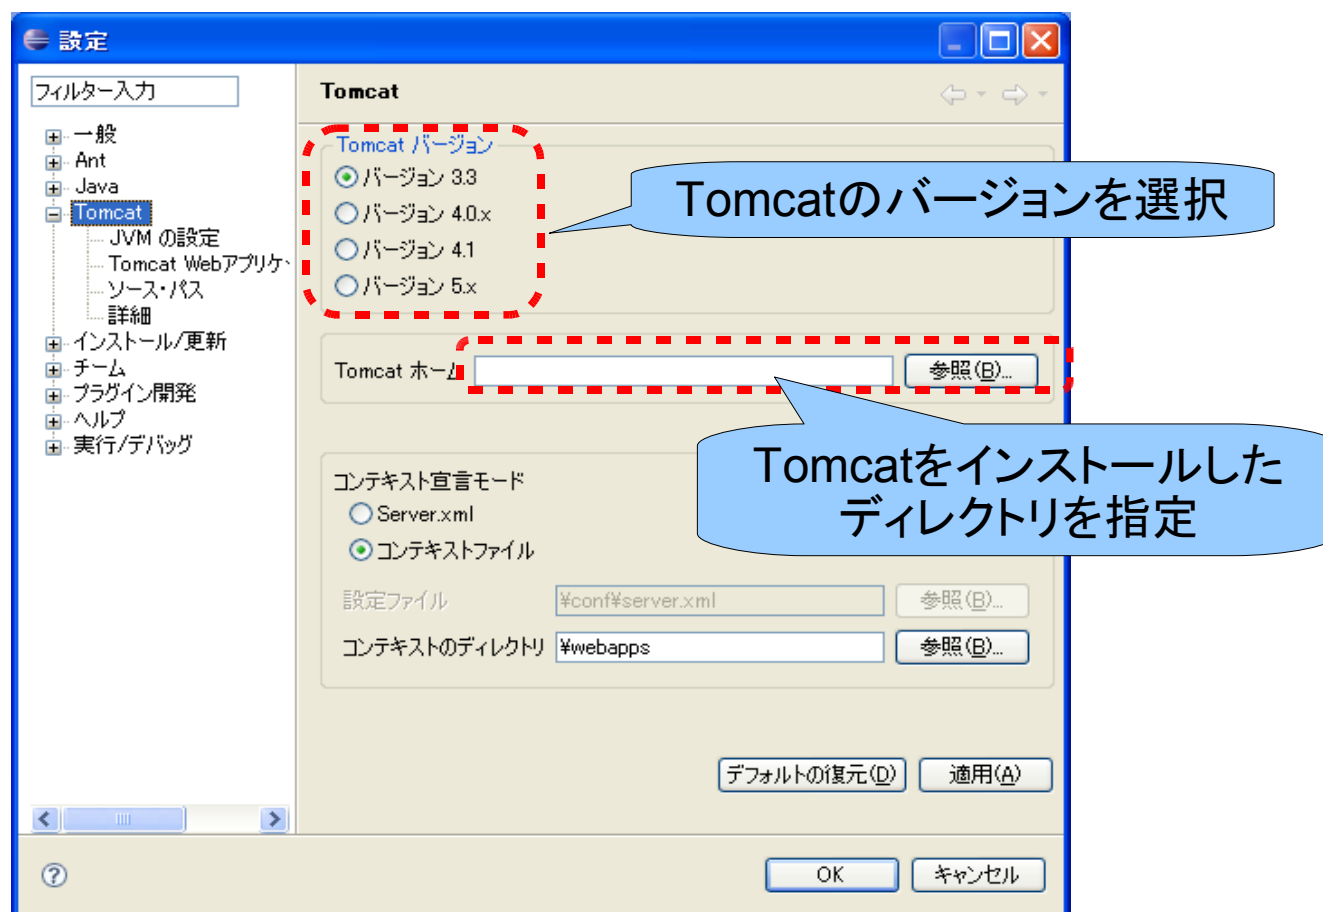 設定
フィルター入力
一般
Ant
Java
Tomcat
JVM の設定
Tomcat Webアプリケ
ソース・パス
詳細
インストール/更新
チーム
プラグイン開発
ヘルプ
実行/デバッグ
Tomcat
Tomcat バージョン
バージョン 3.3
バージョン 4.0.x
バージョン 4.1
バージョン 5.x
Tomcatのバージョンを選択
Tomcat ホーム
参照(B)...
Tomcatをインストールした
ディレクトリを指定
コンテキスト宣言モード
Server.xml
コンテキストファイル
設定ファイル
¥conf¥server.xml
参照(B)...
コンテキストのディレクトリ
¥webapps
参照(B)...
デフォルトの復元(D)
適用(A)
OK
キャンセル